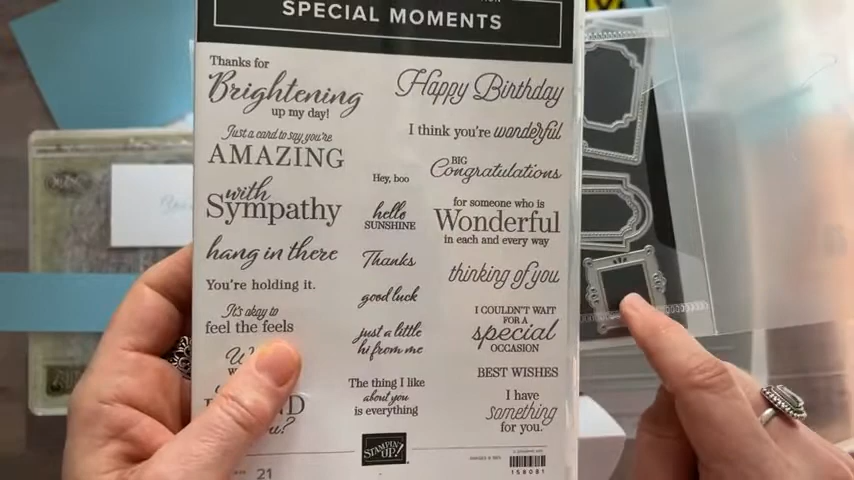 SPECIAL MOMENTS
Thanks for
Brightening
up my day!
Just a card to say you're
AMAZING
with
Sympathy
hang in there
You're holding it.
It's okay to
feel the feels
Hey, boo
hello
SUNSHINE
Thanks
good luck
just a little
hi from me
The thing I like
about you
is everything
Happy Birthday
I think you're wonderful
BIG
Congratulations
for someone who is
Wonderful
in each and every way
thinking of you
I COULDN'T WAIT
FOR A
special
OCCASION
BEST WISHES
I have
something
for you.
STAMPIN'
UP!
21
158081